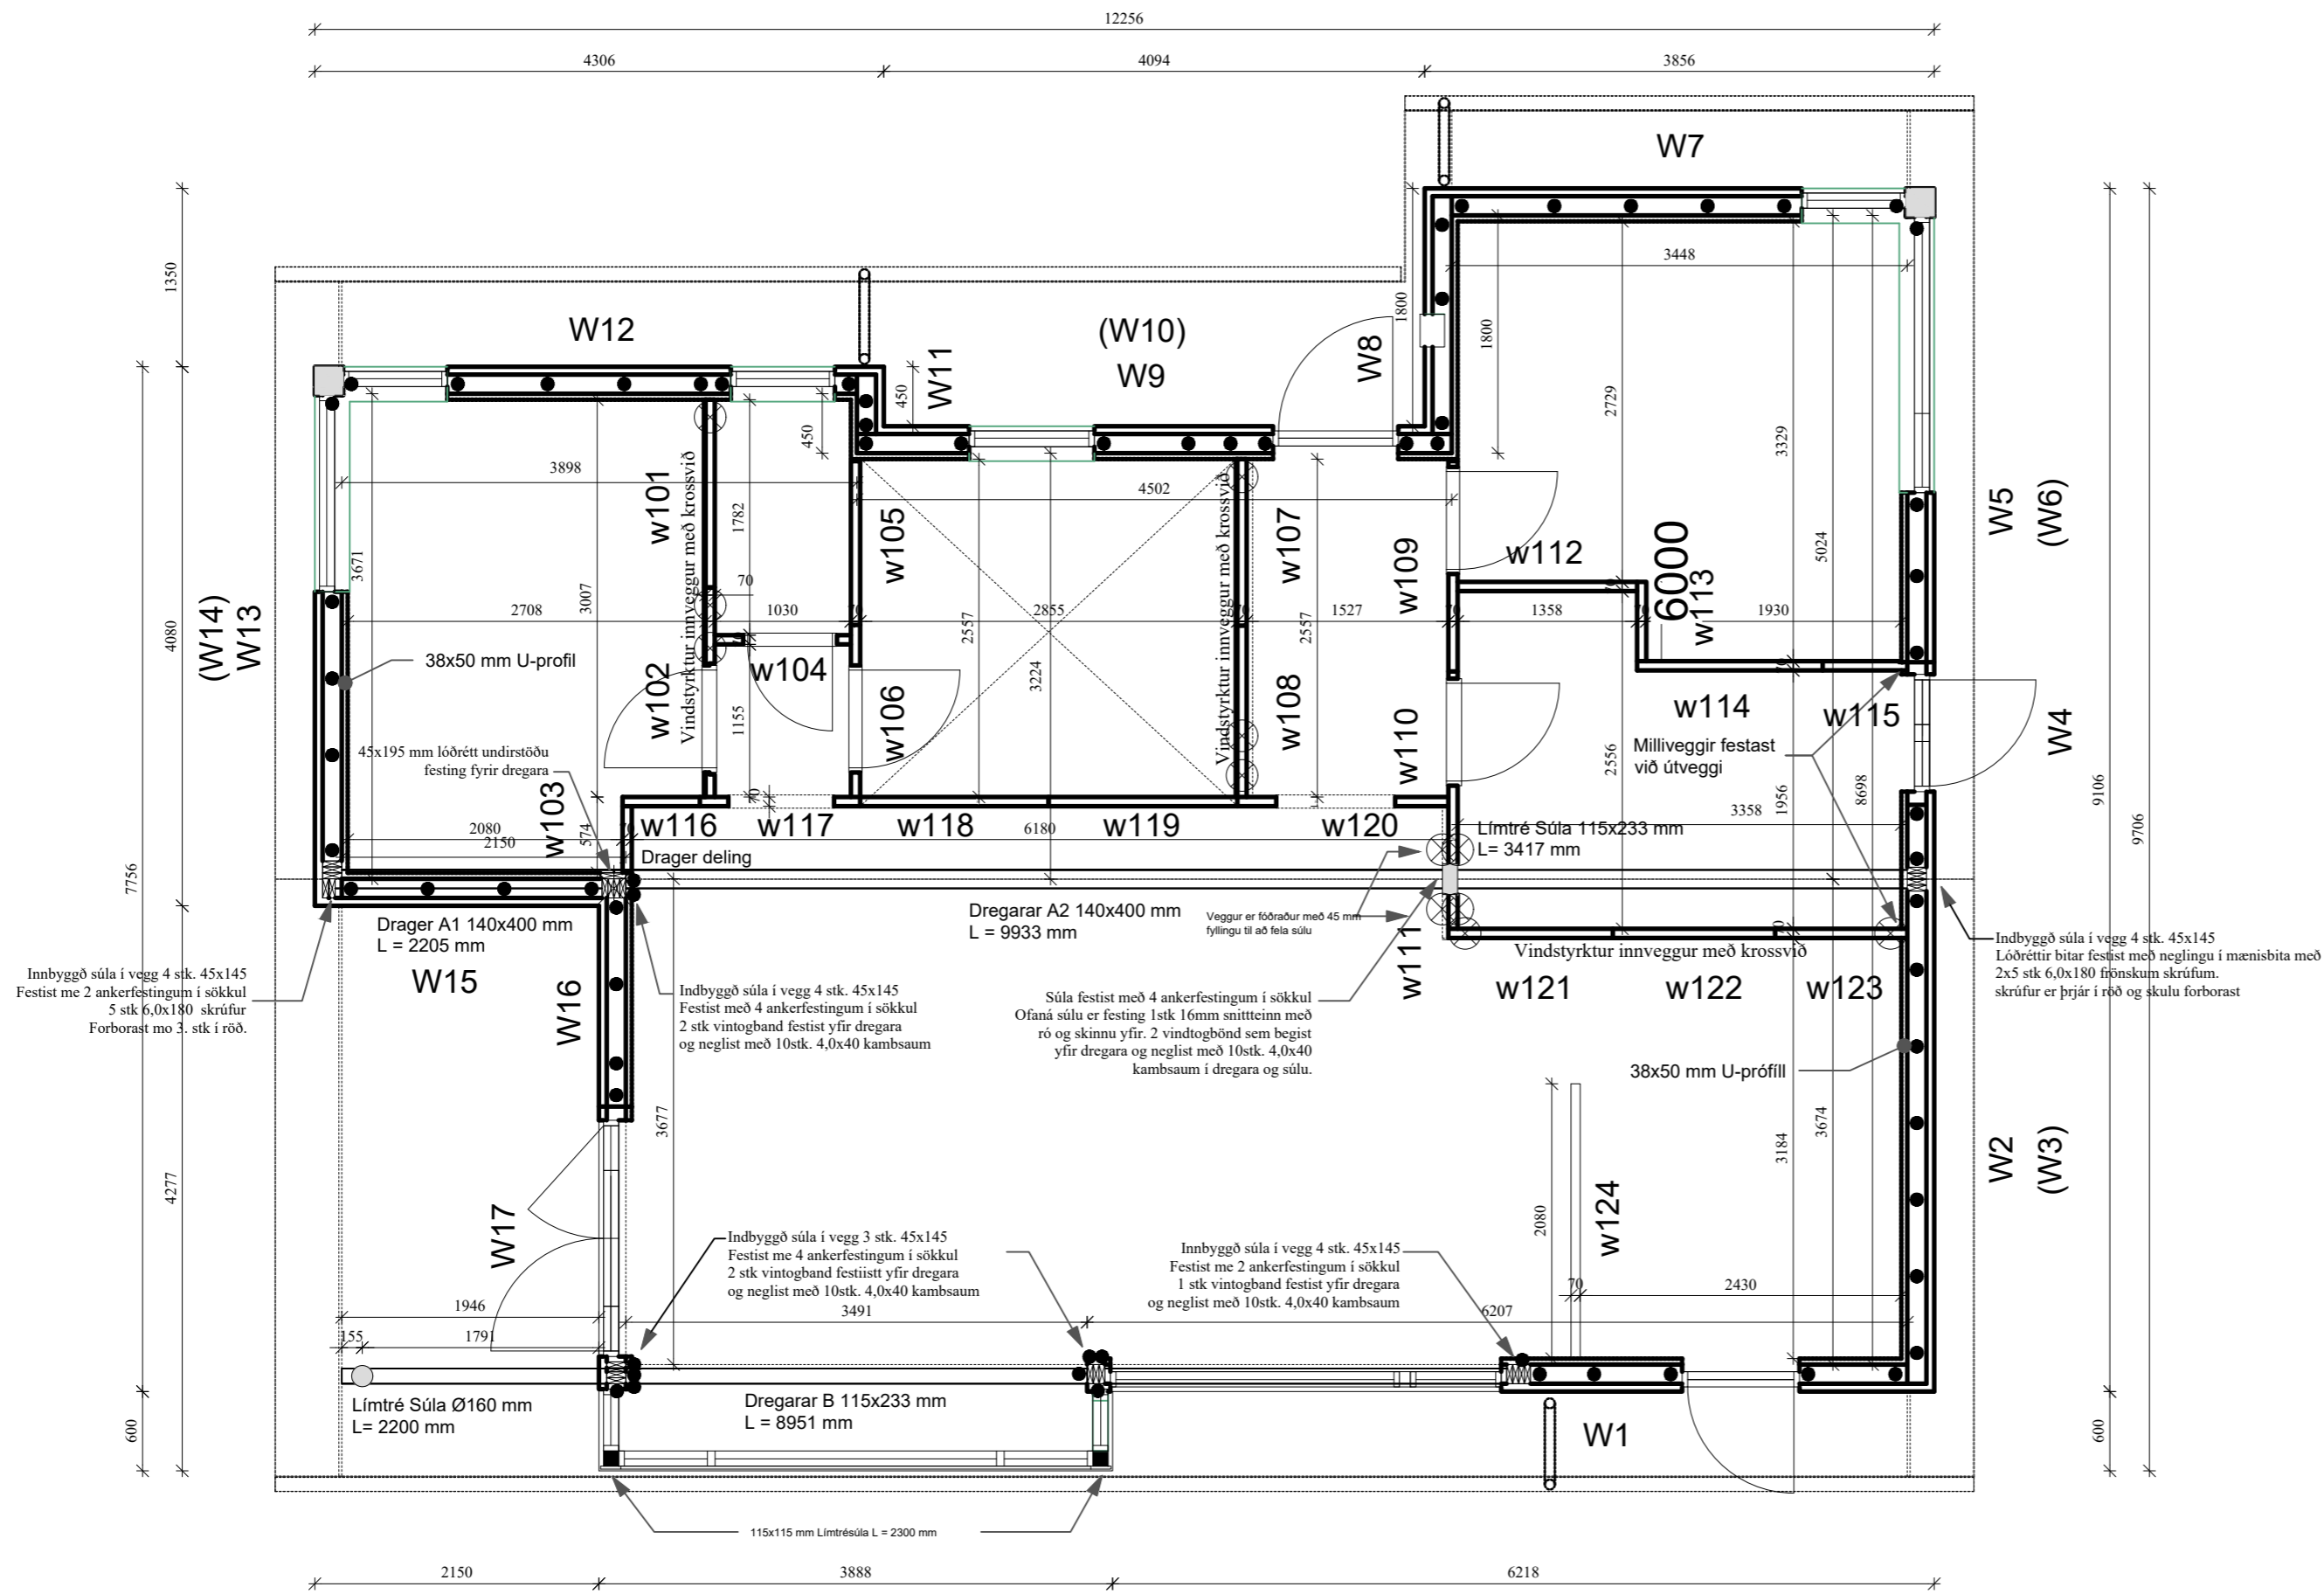 12256
4306
4094
3856
W7
1350
3448
1800
1800
W12
(W10)
W9
W8
W11
450
450
2729
3329
3898
4502
w101
Vindstyrktur innveggur með krossvið
1782
w105
Vindstyrktur innveggur með krossvið
w107
w109
w112
6000
w113
5024
W5
(W6)
3671
4080
(W14)
W13
3007
70
2708
1030
70
2855
70
1527
70
1358
70
1930
2557
2557
70
70
70
38x50 mm U-profil
w102
w104
1155
w106
3224
w108
w110
w114
w115
W4
Milliveggir festast
við útveggi
2556
1956
8698
9106
9706
45x195 mm lóðrétt undirstöðu
festing fyrir dregara
w103
574
70
2080
2150
70
w116
w117
w118
6180
w119
w120
3358
Límtré Súla 115x233 mm
L= 3417 mm
Drager deling
7756
Drager A1 140x400 mm
L = 2205 mm
Dregarar A2 140x400 mm
L = 9933 mm
Veggur er fóðraður með 45 mm
fyllingu til að fela súlu
w111
70
Vindstyrktur innveggur með krossvið
Innbyggð súla í vegg 4 stk. 45x145
Festist me 2 ankerfestingum í sökkul
5 stk 6,0x180 skrúfur
Forborast mo 3. stk í röð.
W15
W16
Indbyggð súla í vegg 4 stk. 45x145
Festist með 4 ankerfestingum í sökkul
2 stk vintogband festist yfir dregara
og neglist með 10stk. 4,0x40 kambsaum
Súla festist með 4 ankerfestingum í sökkul
Ofaná súlu er festing 1stk 16mm snittteinn með
ró og skinnu yfir. 2 vindtogbönd sem begist
yfir dregara og neglist með 10stk. 4,0x40
kambsaum í dregara og súlu.
w121
w122
w123
Indbyggð súla í vegg 4 stk. 45x145
Lóðréttir bitar festist með neglingu í mænisbita með
2x5 stk 6,0x180 frönskum skrúfum.
skrúfur er þrjár í röð og skulu forborast
38x50 mm U-prófíll
3677
4277
W17
2080
w124
3184
3674
W2
(W3)
Indbyggð súla í vegg 3 stk. 45x145
Festist me 4 ankerfestingum í sökkul
2 stk vintogband festiistt yfir dregara
og neglist með 10stk. 4,0x40 kambsaum
Innbyggð súla í vegg 4 stk. 45x145
Festist me 2 ankerfestingum í sökkul
1 stk vintogband festist yfir dregara
og neglist með 10stk. 4,0x40 kambsaum
70
2430
1946
3491
6207
155
1791
Límtré Súla Ø160 mm
L= 2200 mm
Dregarar B 115x233 mm
L = 8951 mm
W1
600
600
115x115 mm Límtrésúla L = 2300 mm
2150
3888
6218